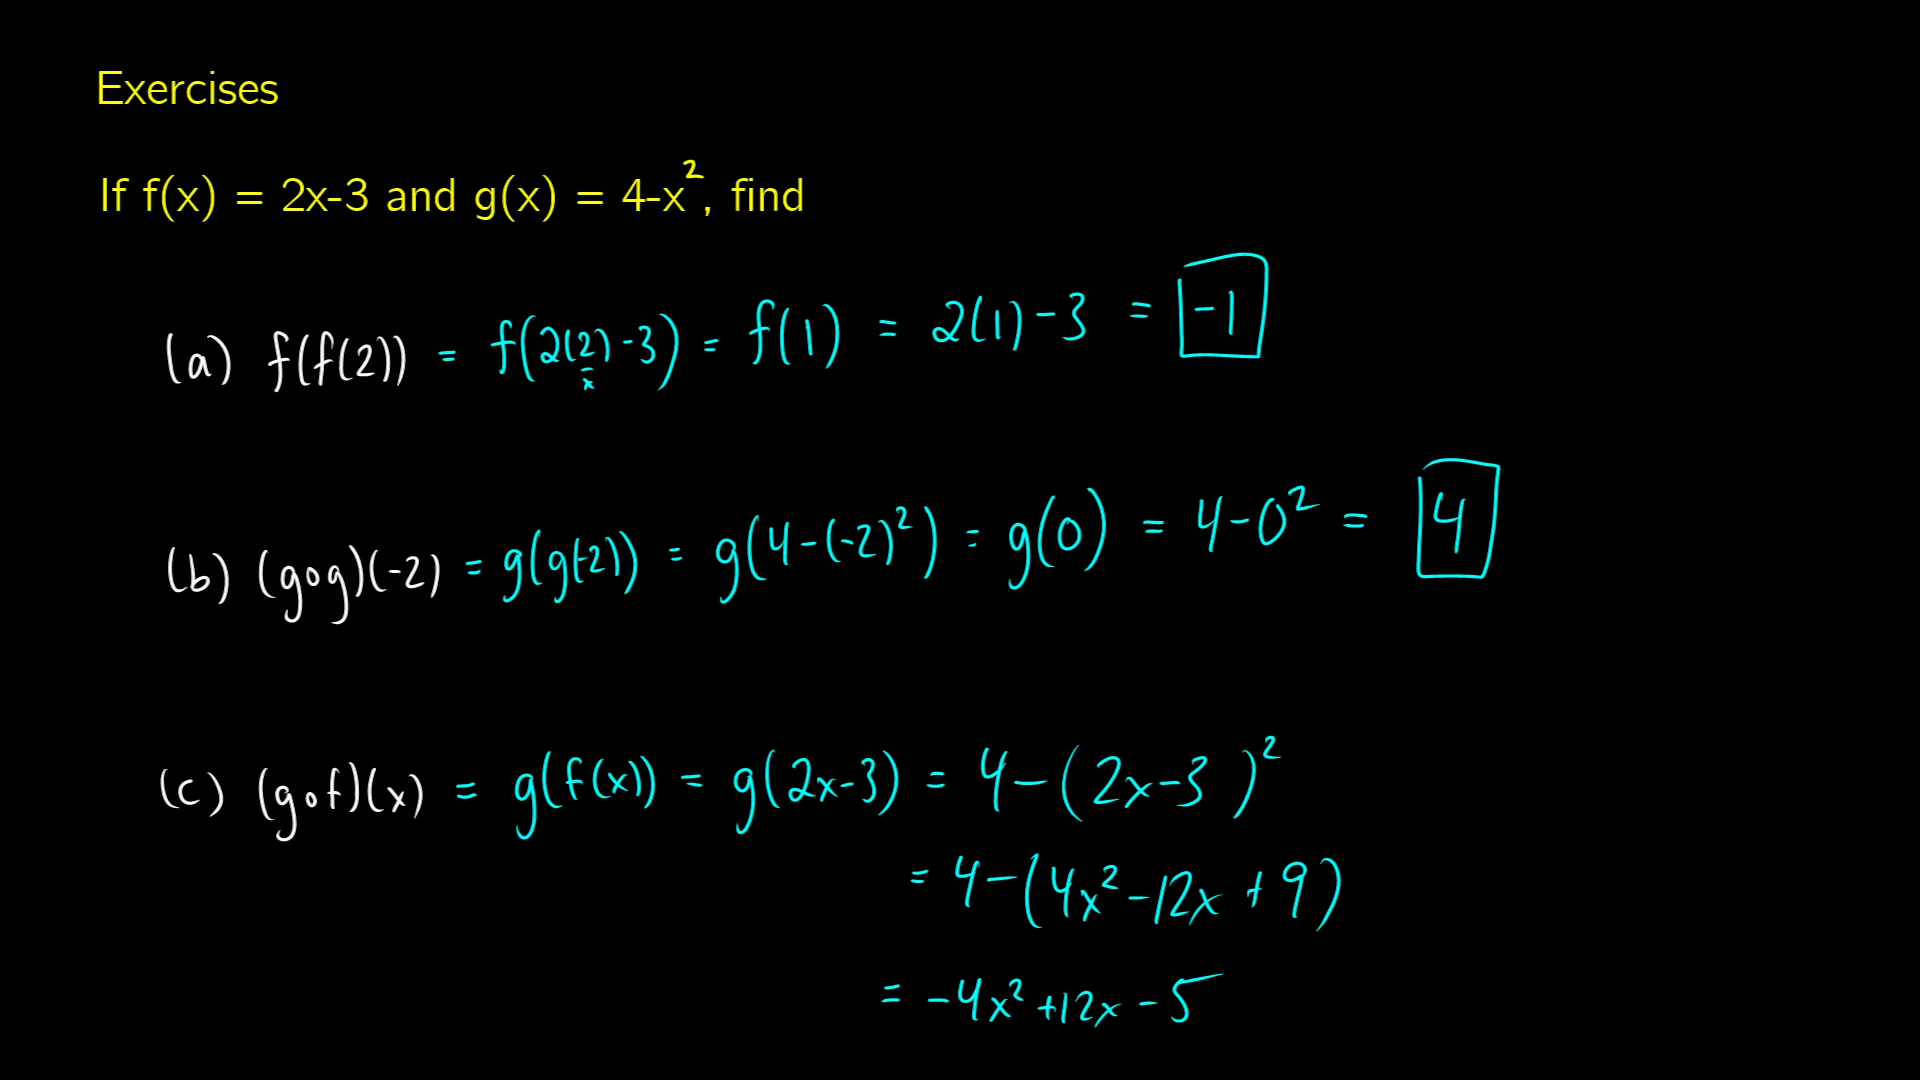 Exercises
If f(x) = 2x-3 and g(x) = 4-x², find
(a) f(f(2)) = f(2(2)-3) = f(1) = 2(1)-3 = -1
x
(b) (g∘g)(-2) = g(g(-2)) = g(4-(-2)²) = g(0) = 4-0² = 4
(c) (g∘f)(x) = g(f(x)) = g(2x-3) = 4-(2x-3)²
= 4-(4x²-12x+9)
= -4x²+12x-5